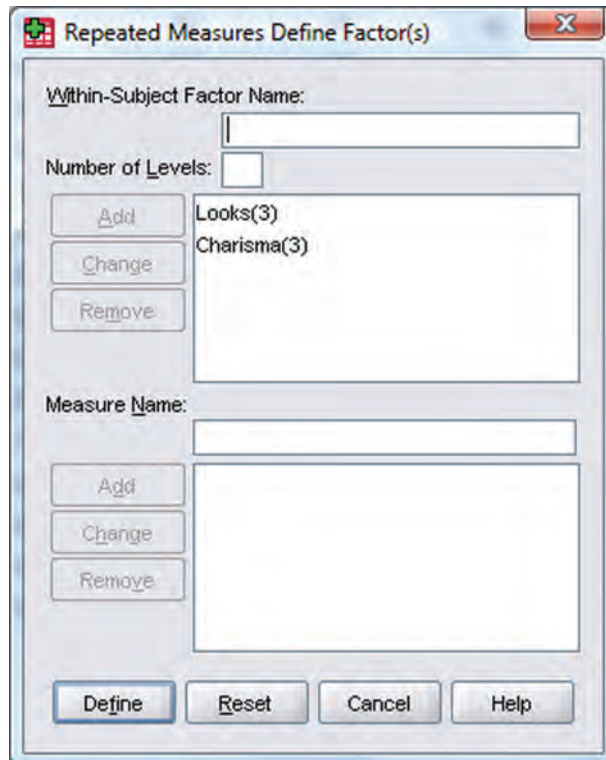 Repeated Measures Define Factor(s)
Within-Subject Factor Name:
Number of Levels:
Add
Looks(3)
Change
Charisma(3)
Remove
Measure Name:
Add
Change
Remove
Define
Reset
Cancel
Help